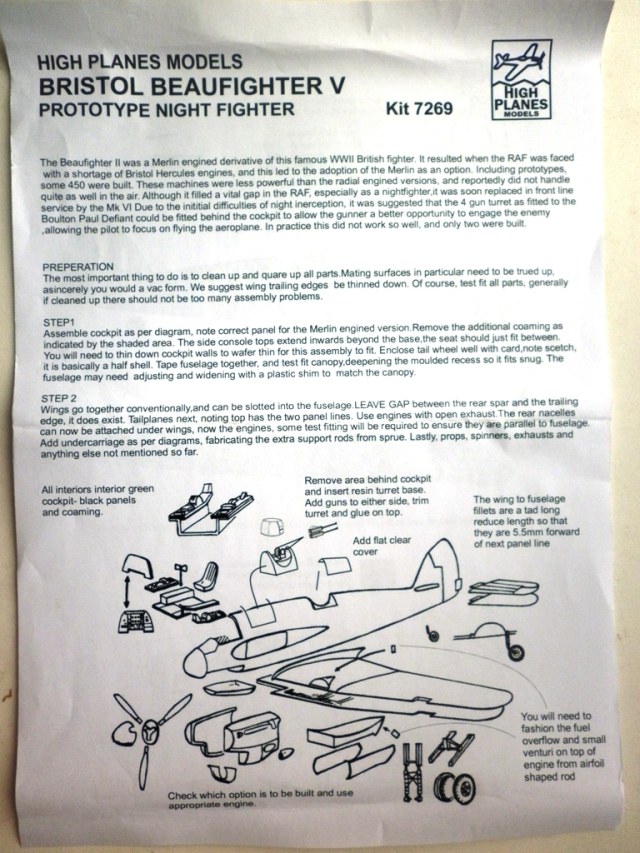 HIGH PLANES MODELS
BRISTOL BEAUFIGHTER V
PROTOTYPE NIGHT FIGHTER
Kit 7269
HIGH
PLANES
MODELS
The Beaufighter II was a Merlin engined derivative of this famous WWII British fighter. It resulted when the RAF was faced
with a shortage of Bristol Hercules engines, and this led to the adoption of the Merlin as an option. Including prototypes,
some 450 were built. These machines were less powerful than the radial engined versions, and reportedly did not handle
quite as well in the air. Although it filled a vital gap in the RAF, especially as a nightfighter,it was soon replaced in front line
service by the Mk VI Due to the inititial difficulties of night inerception, it was suggested that the 4 gun turret as fitted to the
Boulton Paul Defiant could be fitted behind the cockpit to allow the gunner a better opportunity to engage the enemy
,allowing the pilot to focus on flying the aeroplane. In practice this did not work so well, and only two were built.
PREPERATION
The most important thing to do is to clean up and quare up all parts.Mating surfaces in particular need to be trued up,
asincerely you would a vac form. We suggest wing trailing edges be thinned down. Of course, test fit all parts, generally
if cleaned up there should not be too many assembly problems.
STEP1
Assemble cockpit as per diagram, note correct panel for the Merlin engined version.Remove the additional coaming as
indicated by the shaded area. The side console tops extend inwards beyond the base,the seat should just fit between.
You will need to thin down cockpit walls to wafer thin for this assembly to fit. Enclose tail wheel well with card,note scetch,
it is basically a half shell. Tape fuselage together, and test fit canopy,deepening the moulded recess so it fits snug. The
fuselage may need adjusting and widening with a plastic shim to match the canopy.
STEP 2
Wings go together conventionally,and can be slotted into the fuselage.LEAVE GAP between the rear spar and the trailing
edge, it does exist. Tailplanes next, noting top has the two panel lines. Use engines with open exhaust.The rear nacelles
can now be attached under wings, now the engines, some test fitting will be required to ensure they are parallel to fuselage.
Add undercarriage as per diagrams, fabricating the extra support rods from sprue. Lastly, props, spinners, exhausts and
anything else not mentioned so far.
All interiors interior green
cockpit- black panels
and coaming.
Remove area behind cockpit
and insert resin turret base.
Add guns to either side, trim
turret and glue on top.
Add flat clear
cover
The wing to fuselage
fillets are a tad long
reduce length so that
they are 5.5mm forward
of next panel line
You will need to
fashion the fuel
overflow and small
venturi on top of
engine from airfoil
shaped rod
Check which option is to be built and use
appropriate engine.